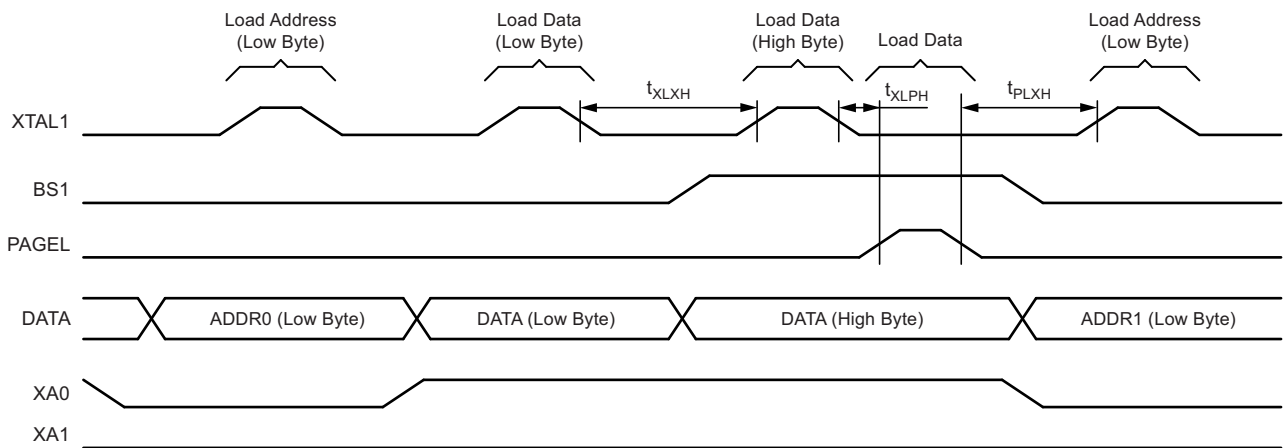 Load Address
(Low Byte)
Load Data
(Low Byte)
Load Data
(High Byte)
Load Data
Load Address
(Low Byte)
tXLXH
tXLPH
tPLXH
XTAL1
BS1
PAGEL
DATA
ADDR0 (Low Byte)
DATA (Low Byte)
DATA (High Byte)
ADDR1 (Low Byte)
XA0
XA1